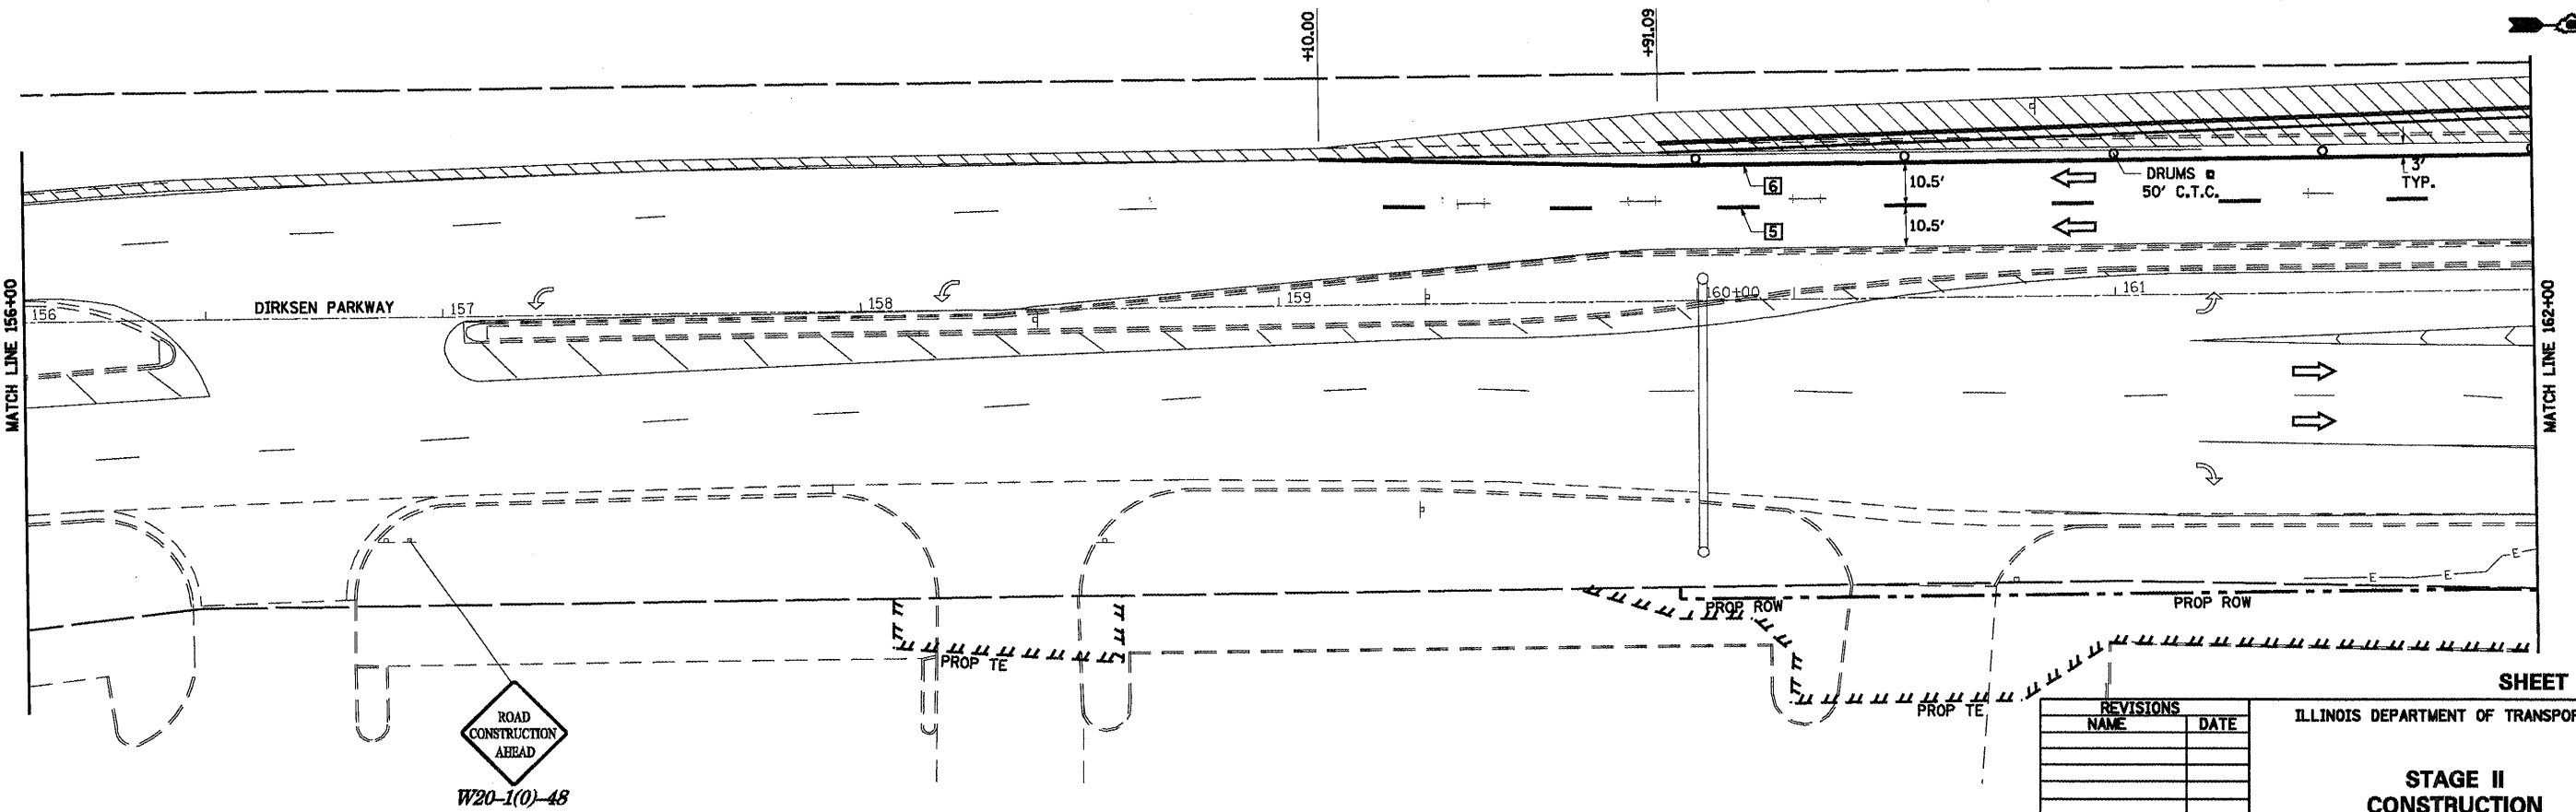 +10.00
+91.09
6
10.5'
DRUMS @
50' C.T.C.
3'
TYP.
5
10.5'
MATCH LINE 156+00
156
DIRKSEN PARKWAY
157
158
159
160+00
161
MATCH LINE 162+00
E
E
E
PROP ROW
PROP ROW
PROP TE
PROP TE
ROAD
CONSTRUCTION
AHEAD
W20-1(0)-48
SHEET
REVISIONS
NAME
DATE
ILLINOIS DEPARTMENT OF TRANSPOR
STAGE II
CONSTRUCTION